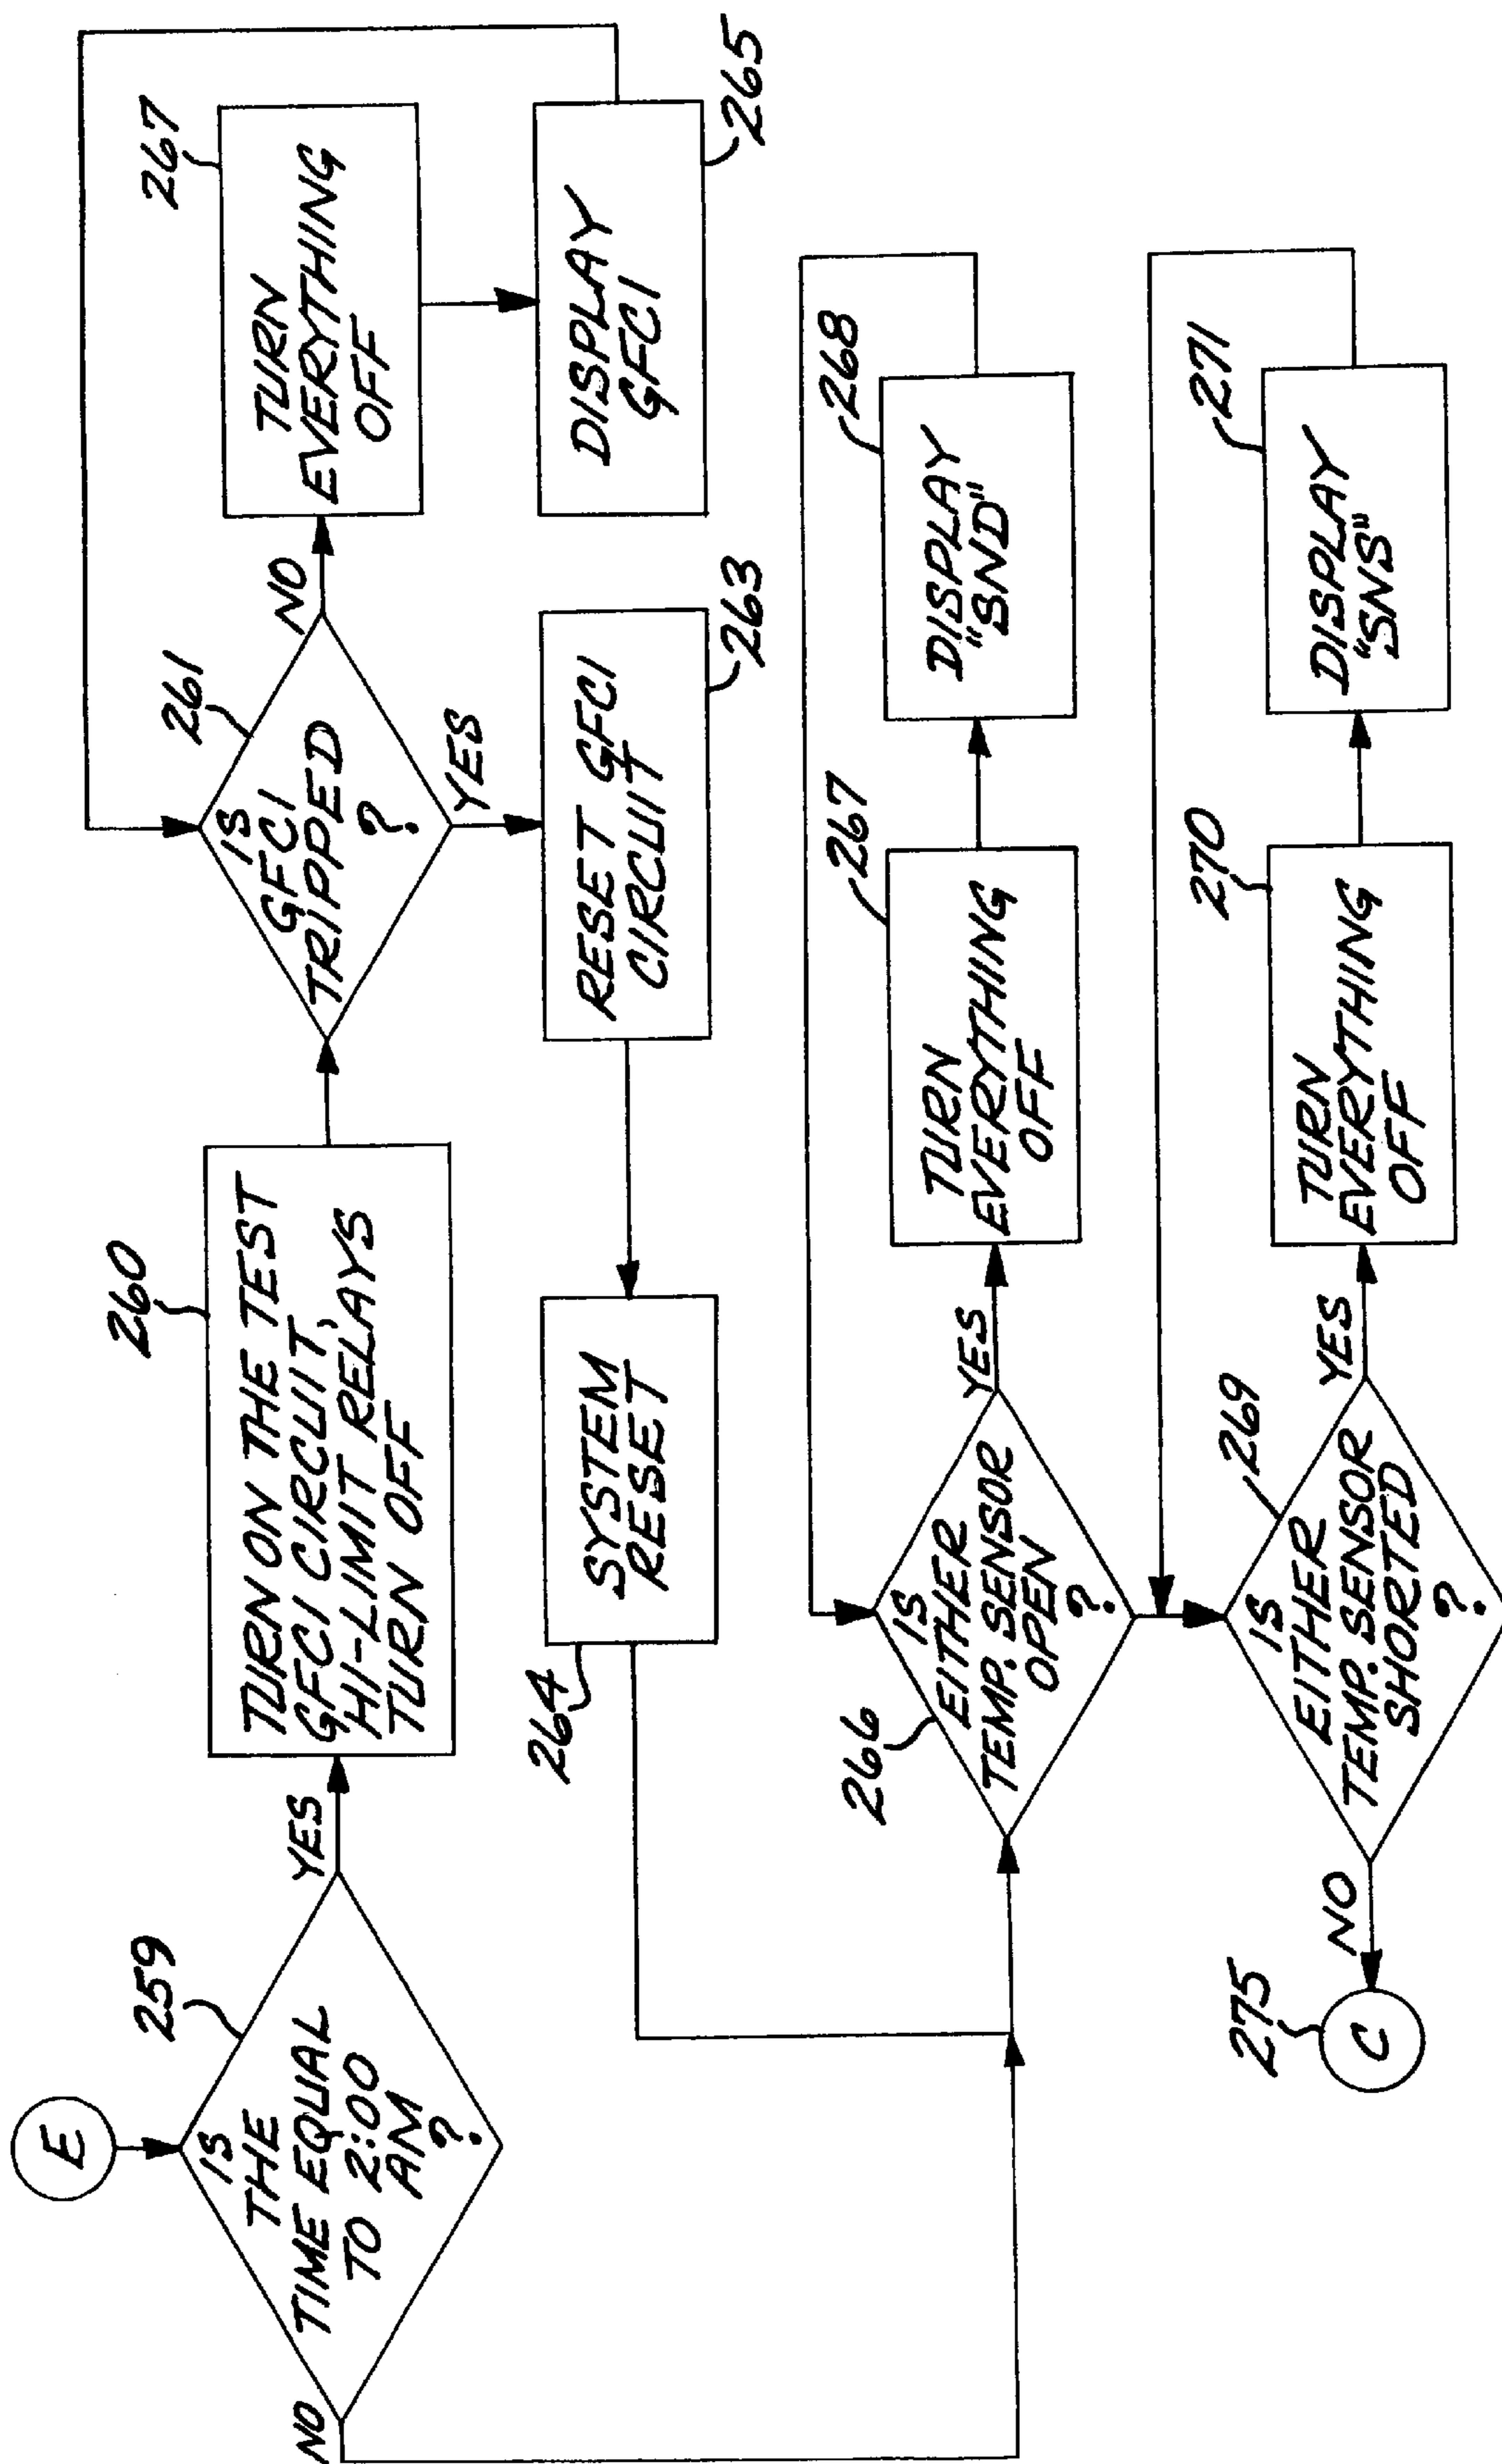 E
259
IS
THE
TIME EQUAL
TO 2:00
AM
?
NO
YES
260
TURN ON THE TEST
GFCI CIRCUIT,
HI-LIMIT RELAYS
TURN OFF
261
IS
GFCI
TRIPPED
?
NO
YES
267
TURN
EVERYTHING
OFF
DISPLAY
GFCI
265
RESET GFCI
CIRCUIT
263
SYSTEM
RESET
264
266
IS
EITHER
TEMP. SENSOR
OPEN
?
YES
267
TURN
EVERYTHING
OFF
268
DISPLAY
"SND"
269
IS
EITHER
TEMP. SENSOR
SHORTED
?
YES
270
TURN
EVERYTHING
OFF
271
DISPLAY
"SNS"
NO
275
C